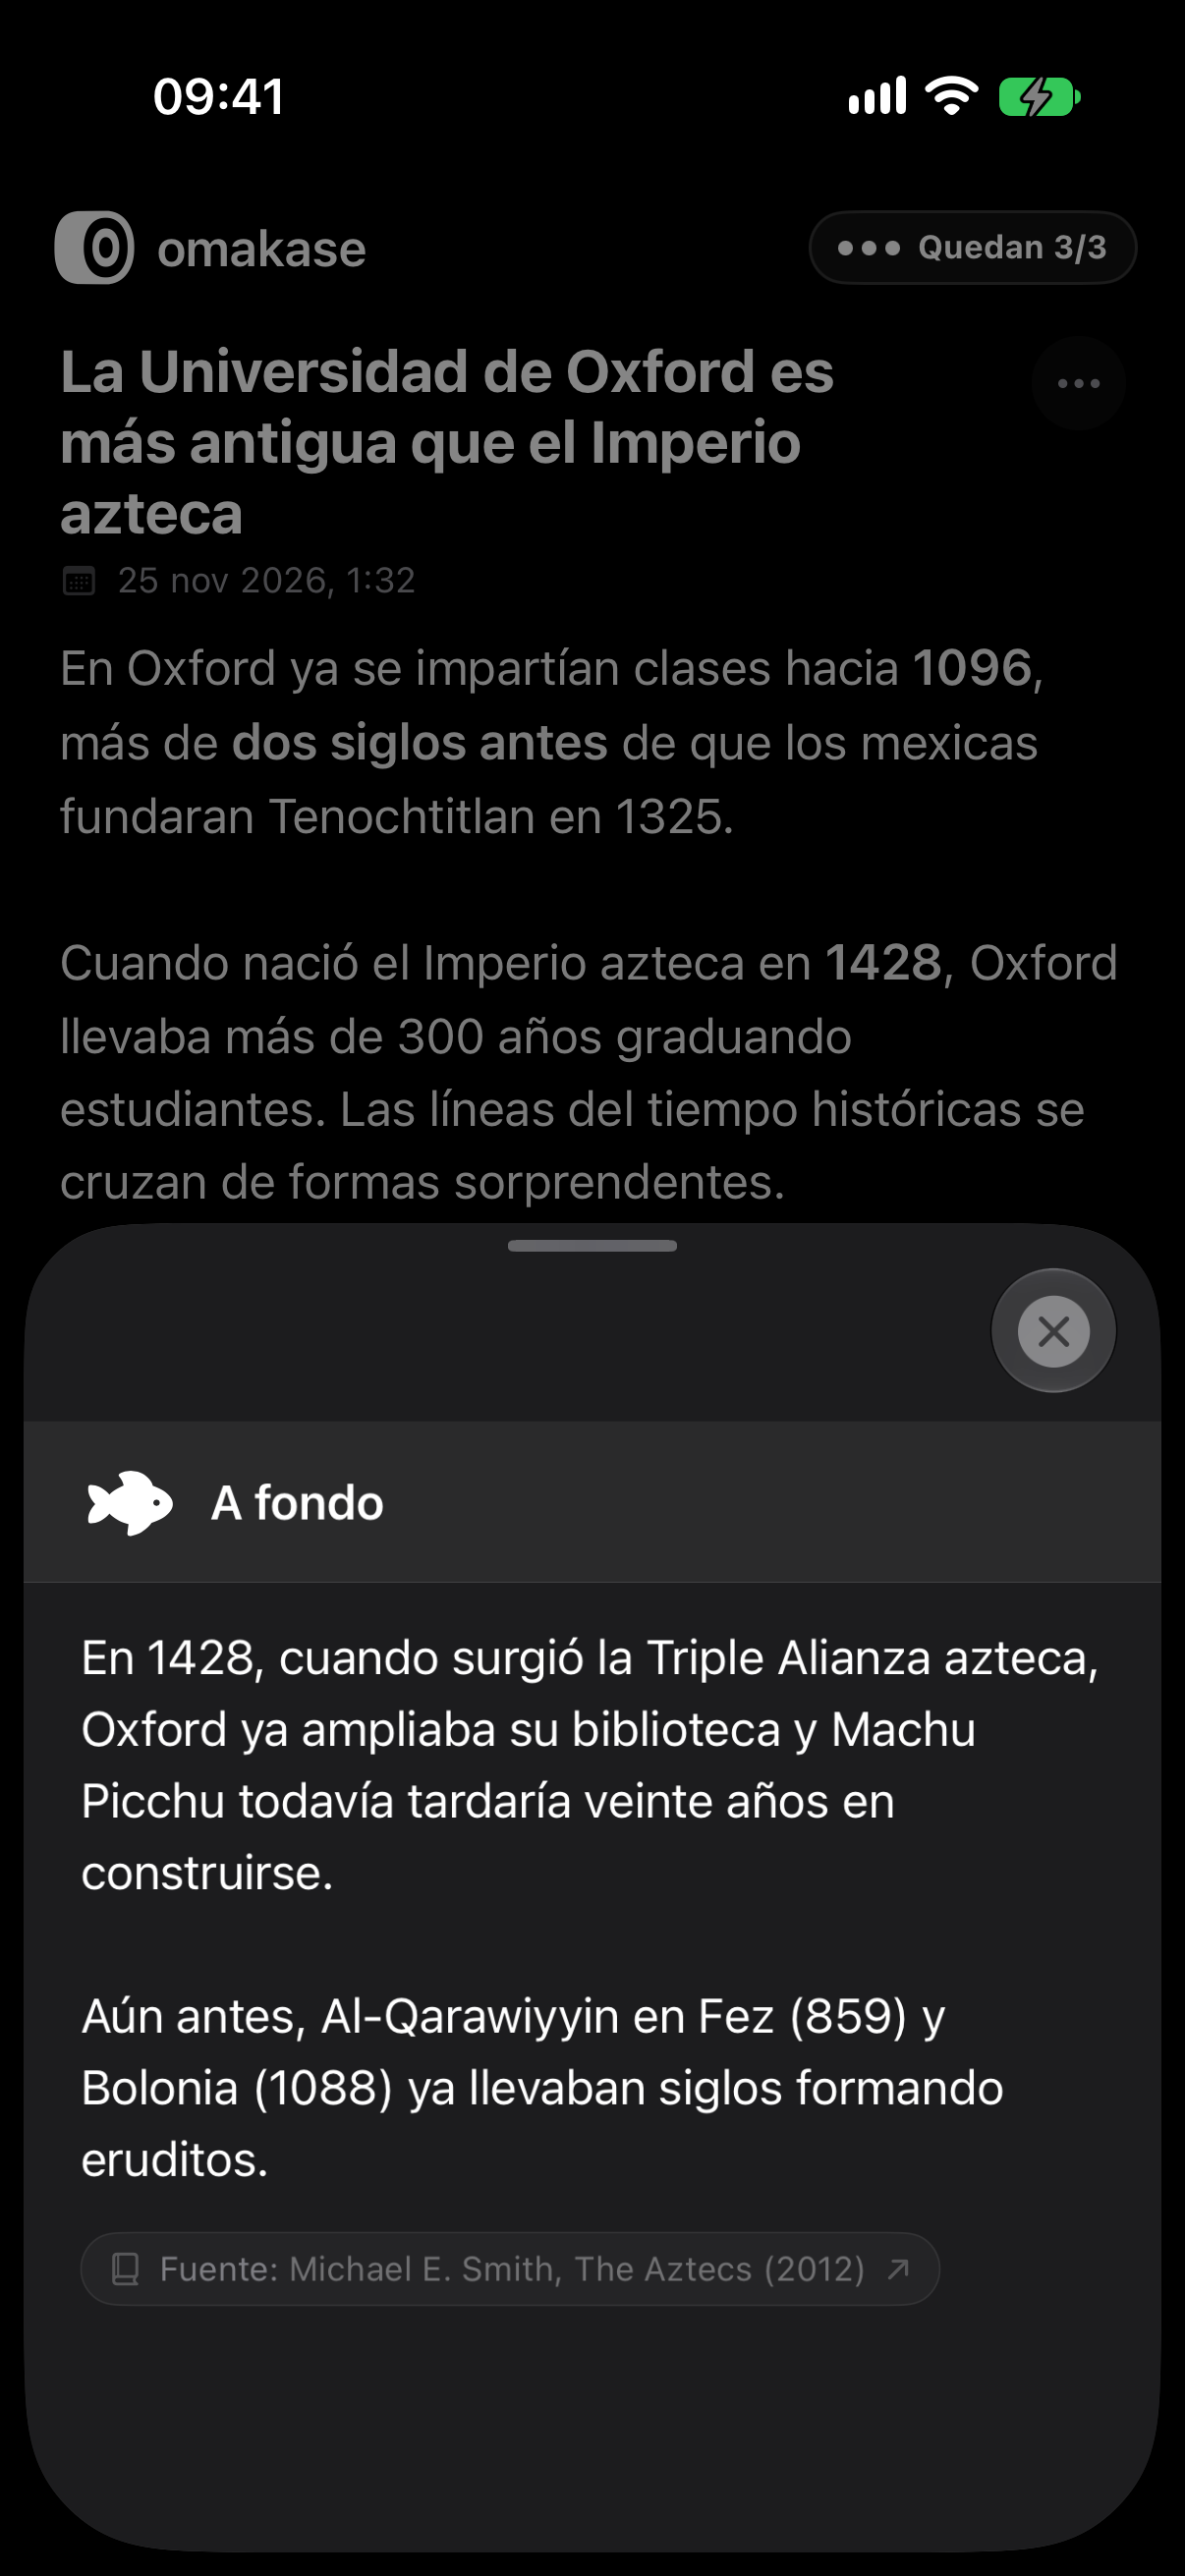 09:41
omakase
Quedan 3/3
La Universidad de Oxford es
más antigua que el Imperio
azteca
25 nov 2026, 1:32
En Oxford ya se impartían clases hacia 1096,
más de dos siglos antes de que los mexicas
fundaran Tenochtitlan en 1325.
Cuando nació el Imperio azteca en 1428, Oxford
llevaba más de 300 años graduando
estudiantes. Las líneas del tiempo históricas se
cruzan de formas sorprendentes.
A fondo
En 1428, cuando surgió la Triple Alianza azteca,
Oxford ya ampliaba su biblioteca y Machu
Picchu todavía tardaría veinte años en
construirse.
Aún antes, Al-Qarawiyyin en Fez (859) y
Bolonia (1088) ya llevaban siglos formando
eruditos.
Fuente: Michael E. Smith, The Aztecs (2012)